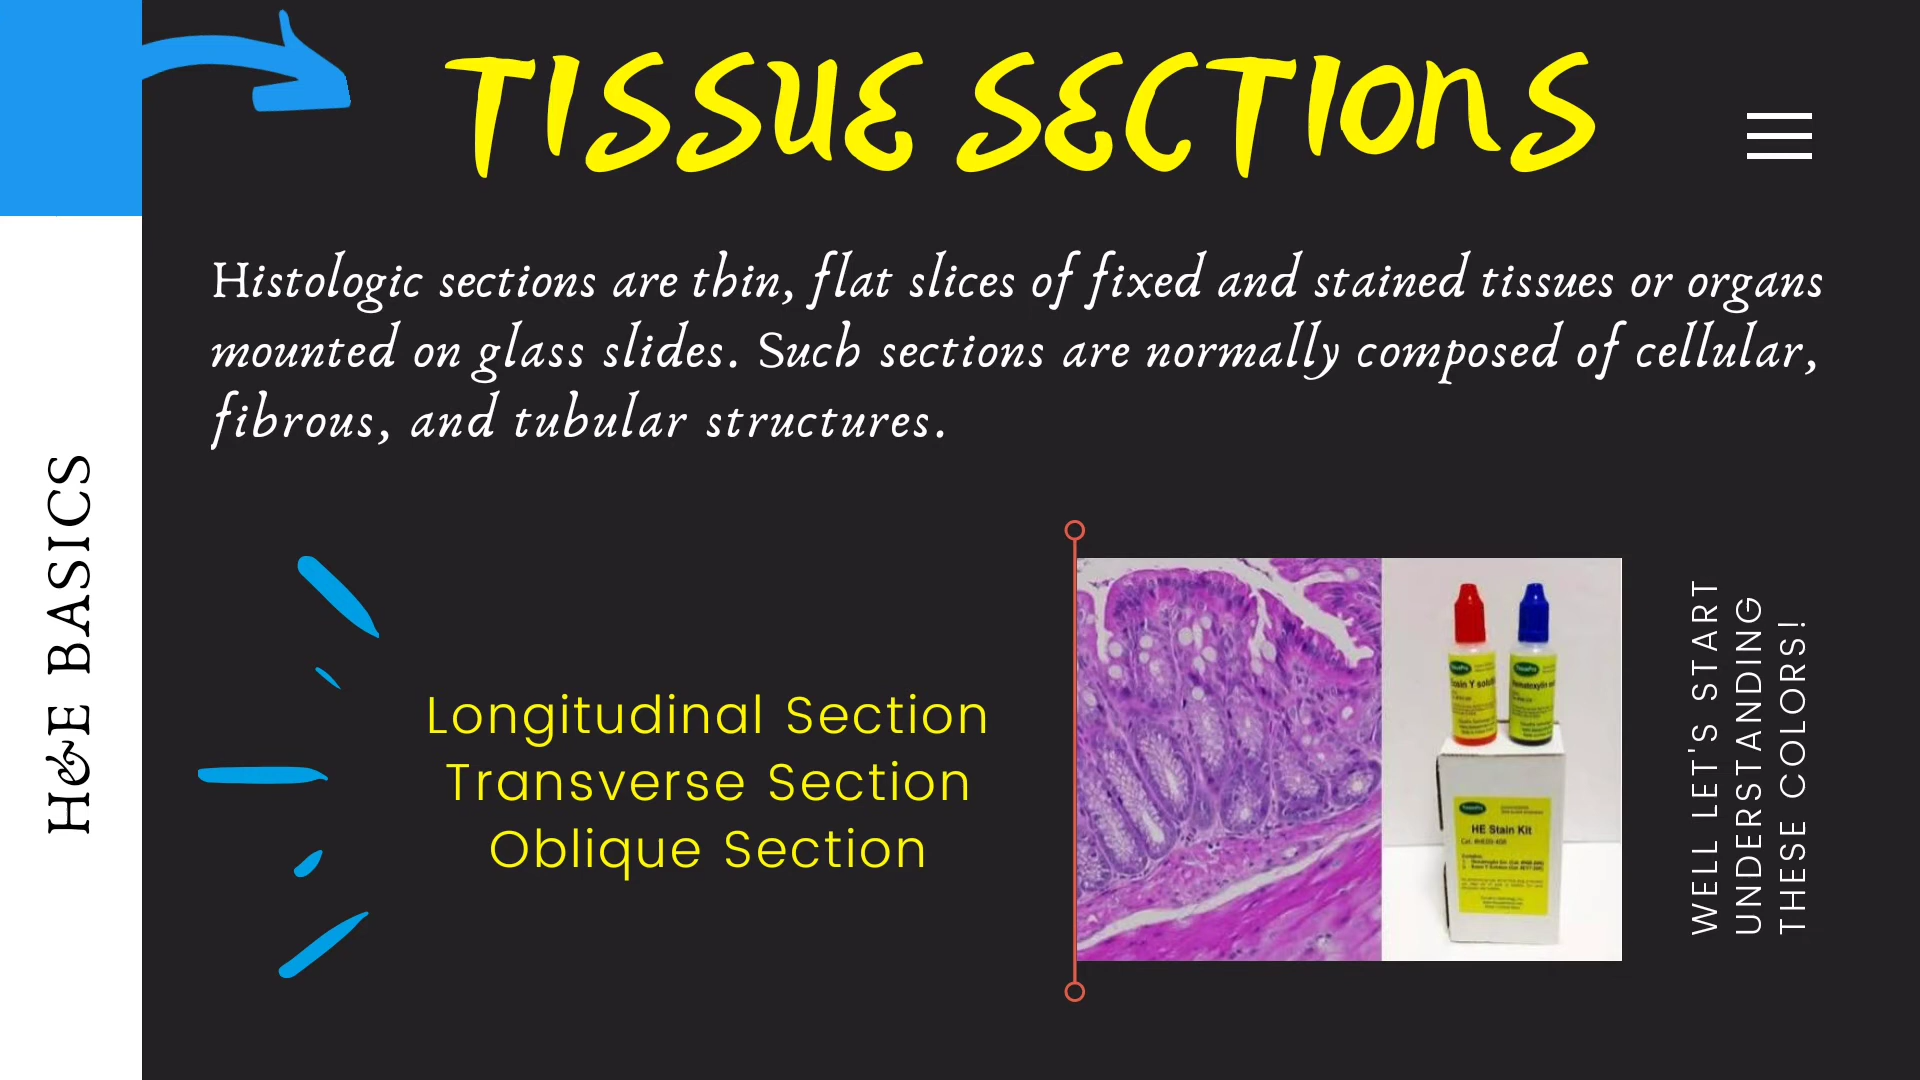 TISSUE SECTIONS
Histologic sections are thin, flat slices of fixed and stained tissues or organs
mounted on glass slides. Such sections are normally composed of cellular,
fibrous, and tubular structures.
H&E BASICS
Longitudinal Section
Transverse Section
Oblique Section
HE Stain Kit
WELL LET'S START
UNDERSTANDING
THESE COLORS!